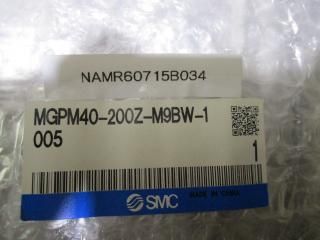 NAMR60715B034
MGPM40-200Z-M9BW-1
005
1
SMC
MADE IN CHINA